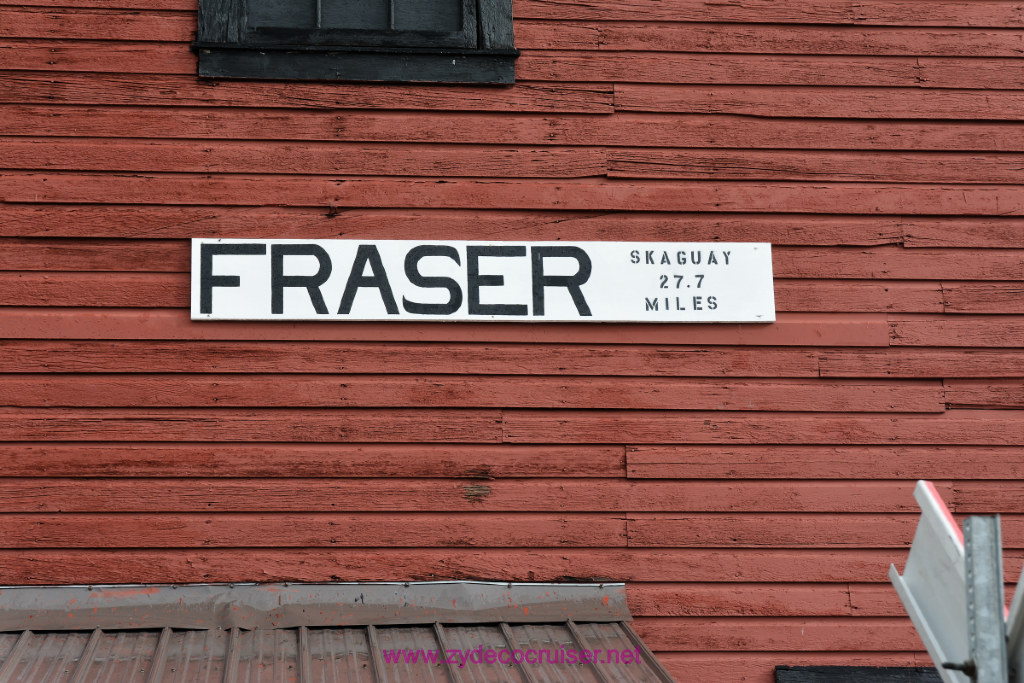 FRASER
SKAGUAY
27.7
MILES
www.zydecocruiser.net